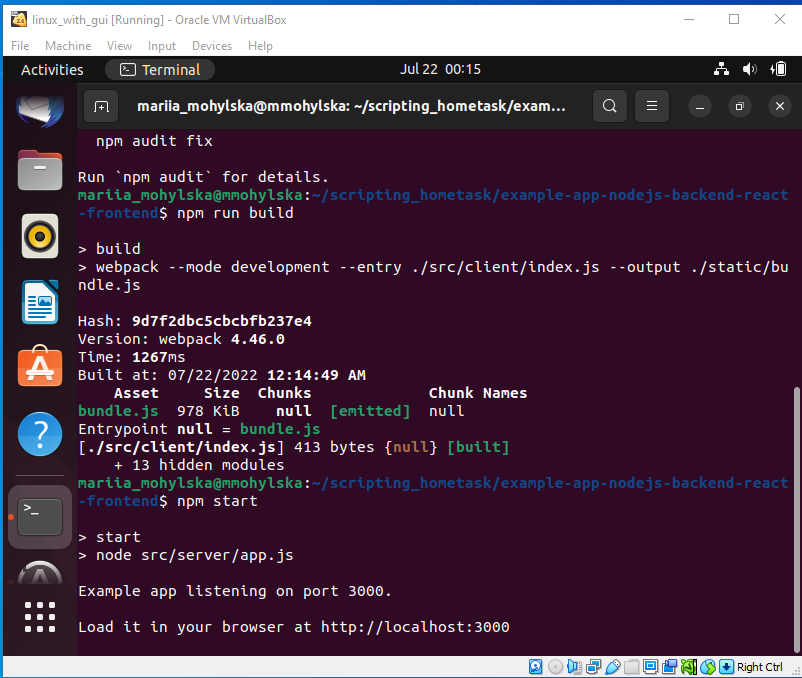 linux_with_gui [Running] - Oracle VM VirtualBox
File Machine View Input Devices Help
Activities Terminal Jul 22 00:15
mariia_mohylska@mmohylska: ~/scripting_hometask/exam...
npm audit fix
Run `npm audit` for details.
mariia_mohylska@mmohylska:~/scripting_hometask/example-app-nodejs-backend-react
-frontend$ npm run build
> build
> webpack --mode development --entry ./src/client/index.js --output ./static/bu
ndle.js
Hash: 9d7f2dbc5cbcbfb237e4
Version: webpack 4.46.0
Time: 1267ms
Built at: 07/22/2022 12:14:49 AM
Asset Size Chunks Chunk Names
bundle.js 978 KiB null [emitted] null
Entrypoint null = bundle.js
[./src/client/index.js] 413 bytes {null} [built]
+ 13 hidden modules
mariia_mohylska@mmohylska:~/scripting_hometask/example-app-nodejs-backend-react
-frontend$ npm start
> start
> node src/server/app.js
Example app listening on port 3000.
Load it in your browser at http://localhost:3000
Right Ctrl